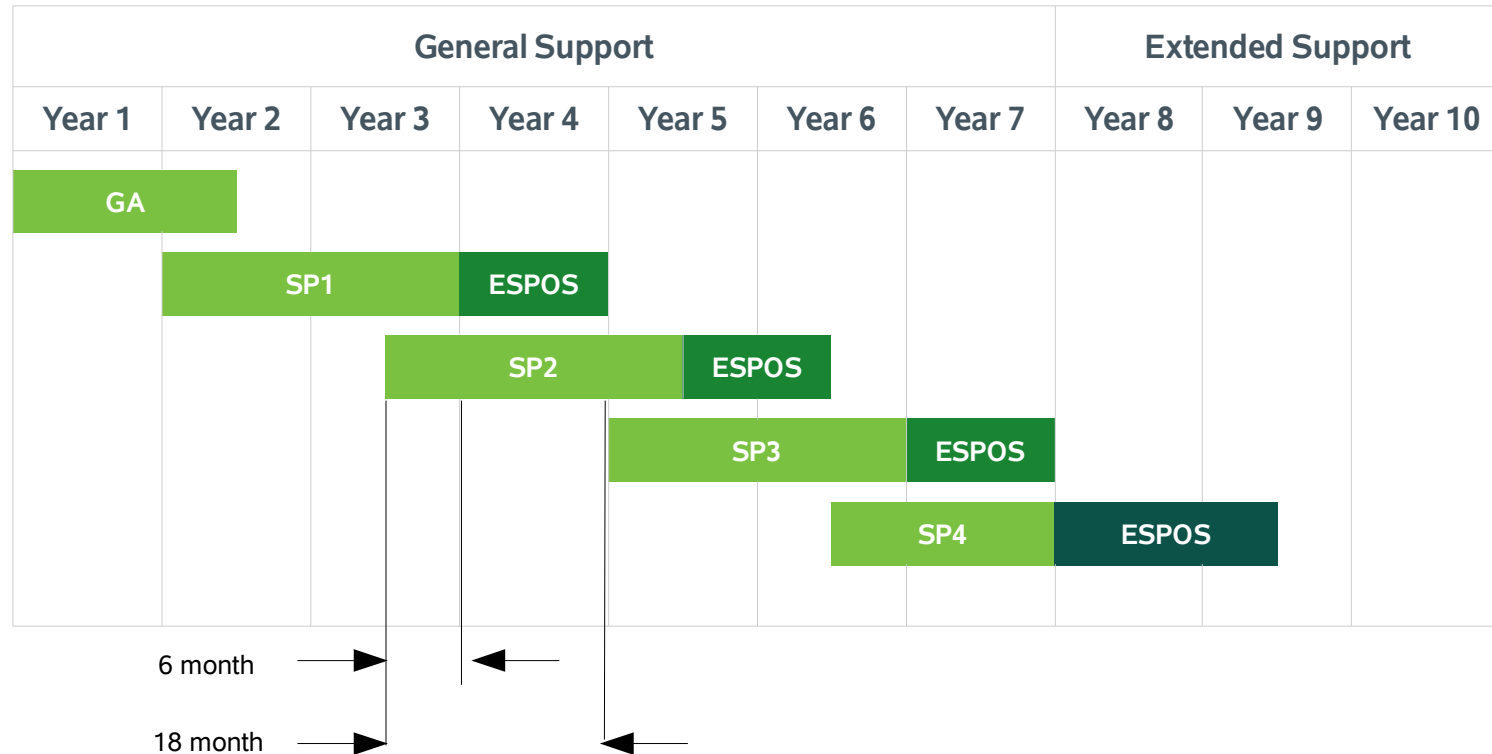 General Support Extended Support
Year 1 Year 2 Year 3 Year 4 Year 5 Year 6 Year 7 Year 8 Year 9 Year 10
GA
SP1 ESPOS
SP2 ESPOS
SP3 ESPOS
SP4 ESPOS
6 month
18 month